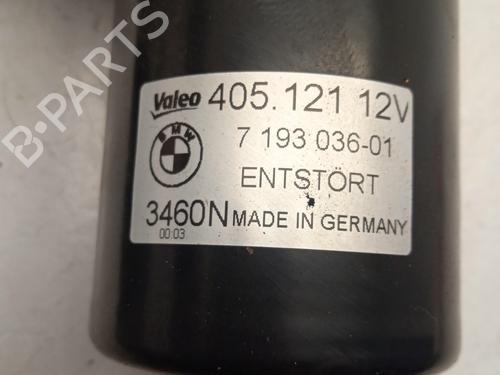 B-PARTS
Valeo 405.121 12V
BMW
7 193 036-01
ENTSTÖRT
3460N MADE IN GERMANY
00:03